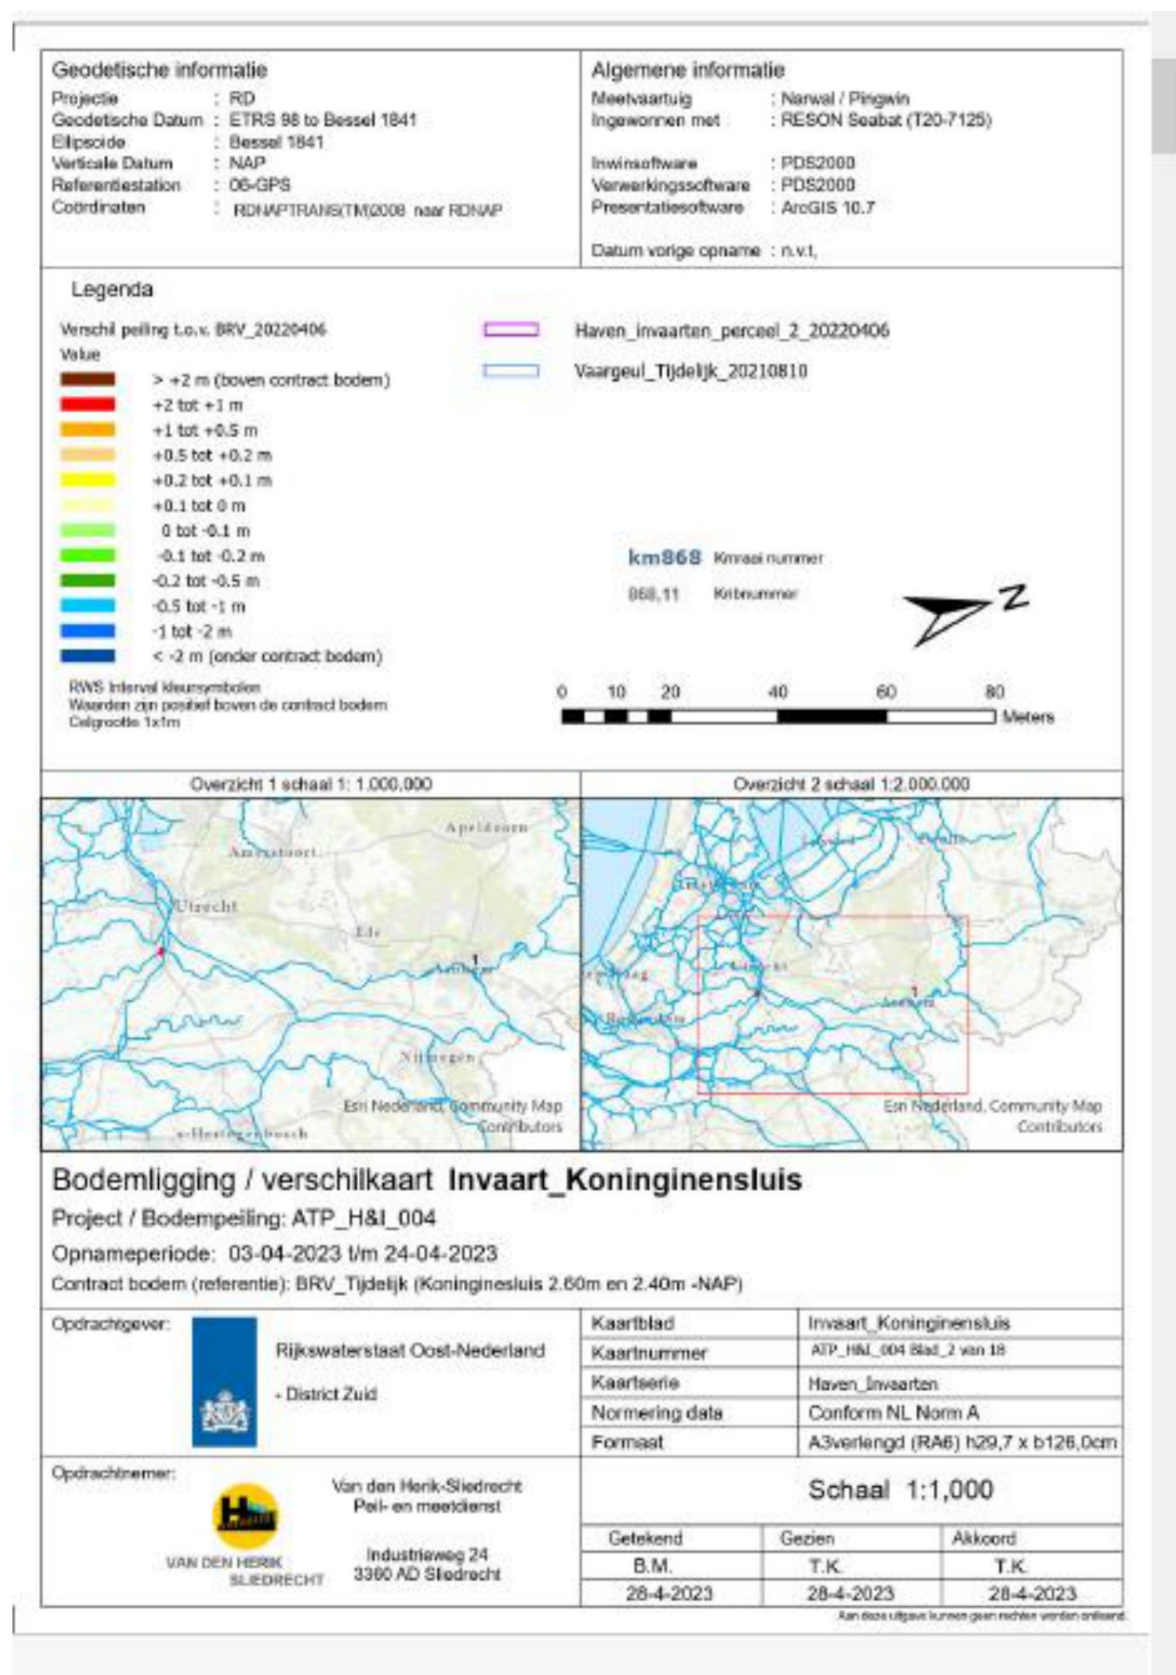 Geodetische informatie
Projectie : RD
Geodetische Datum : ETRS 98 to Bessel 1841
Ellipsoide : Bessel 1841
Verticale Datum : NAP
Referentiestation : 06-GPS
Coördinaten : RDNAPTRANS(TM)2008 naar RDNAP
Algemene informatie
Meetvaartuig : Narwal / Pingwin
Ingewonnen met : RESON Seabat (T20-7125)
Inwinsoftware : PDS2000
Verwerkingssoftware : PDS2000
Presentatiesoftware : ArcGIS 10.7
Datum vorige opname : n.v.t,
Legenda
Verschil peiling t.o.v. BRV_20220406
Value
> +2 m (boven contract bodem)
+2 tot +1 m
+1 tot +0.5 m
+0.5 tot +0.2 m
+0.2 tot +0.1 m
+0.1 tot 0 m
0 tot -0.1 m
-0.1 tot -0.2 m
-0.2 tot -0.5 m
-0.5 tot -1 m
-1 tot -2 m
< -2 m (onder contract bodem)
RWS Interval kleursymbolen
Waarden zijn positief boven de contract bodem
Celgrootte 1x1m
Haven_invaarten_perceel_2_20220406
Vaargeul_Tijdelijk_20210810
km868 Kmraai nummer
868,11 Kribnummer
Z
0 10 20 40 60 80
Meters
Overzicht 1 schaal 1: 1.000.000
Apeldoorn
Amersfoort
Utrecht
Ede
1
Arnhem
Nijmegen
Esri Nederland, Community Map
Contributors
s-Hertogenbosch
Overzicht 2 schaal 1:2.000.000
Zwolle
Utrecht
1
Arnhem
Rotterdam
Esri Nederland, Community Map
Contributors
Bodemligging / verschilkaart Invaart_Koninginensluis
Project / Bodempeiling: ATP_H&I_004
Opnameperiode: 03-04-2023 t/m 24-04-2023
Contract bodem (referentie): BRV_Tijdelijk (Koninginesluis 2.60m en 2.40m -NAP)
Opdrachtgever:
Rijkswaterstaat Oost-Nederland
- District Zuid
Kaartblad Invaart_Koninginensluis
Kaartnummer ATP_H&I_004 Blad_2 van 18
Kaartserie Haven_Invaarten
Normering data Conform NL Norm A
Formaat A3verlengd (RA6) h29,7 x b126,0cm
Opdrachtnemer:
VAN DEN HERIK
SLIEDRECHT
Van den Herik-Sliedrecht
Peil- en meetdienst
Industrieweg 24
3360 AD Sliedrecht
Schaal 1:1,000
Getekend Gezien Akkoord
B.M. T.K. T.K.
28-4-2023 28-4-2023 28-4-2023
Aan deze uitgave kunnen geen rechten worden ontleend.